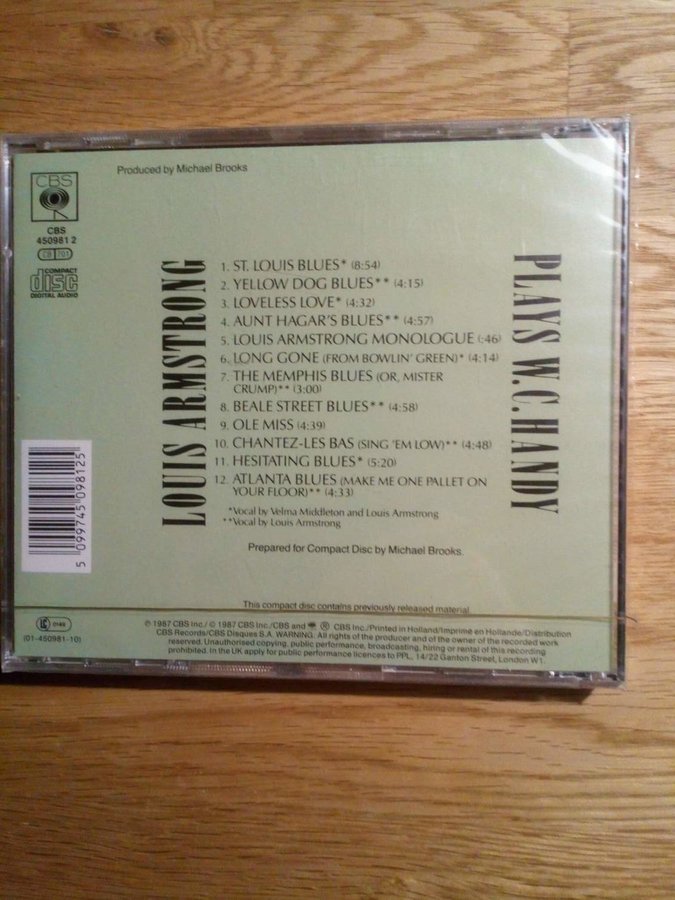 Produced by Michael Brooks
CBS
CBS
450981 2
CB 701
COMPACT
disc
DIGITAL AUDIO
LOUIS ARMSTRONG
PLAYS W.C. HANDY
1. ST. LOUIS BLUES* (8:54)
2. YELLOW DOG BLUES** (4:15)
3. LOVELESS LOVE* (4:32)
4. AUNT HAGAR'S BLUES** (4:57)
5. LOUIS ARMSTRONG MONOLOGUE (:46)
6. LONG GONE (FROM BOWLIN' GREEN)* (4:14)
7. THE MEMPHIS BLUES (OR, MISTER
CRUMP)** (3:00)
8. BEALE STREET BLUES** (4:58)
9. OLE MISS (4:39)
10. CHANTEZ-LES BAS (SING 'EM LOW)** (4:48)
11. HESITATING BLUES* (5:20)
12. ATLANTA BLUES (MAKE ME ONE PALLET ON
YOUR FLOOR)** (4:33)
*Vocal by Velma Middleton and Louis Armstrong
**Vocal by Louis Armstrong
Prepared for Compact Disc by Michael Brooks.
5 099745 098125
This compact disc contains previously released material.
LC 0149
(01-450981-10)
℗ 1987 CBS Inc./ © 1987 CBS Inc./CBS and ® CBS Inc./Printed in Holland/Imprimé en Hollande/Distribution
CBS Records/CBS Disques S.A. WARNING. All rights of the producer and of the owner of the recorded work
reserved. Unauthorised copying, public performance, broadcasting, hiring or rental of this recording
prohibited. In the UK apply for public performance licences to PPL, 14/22 Ganton Street, London W1.